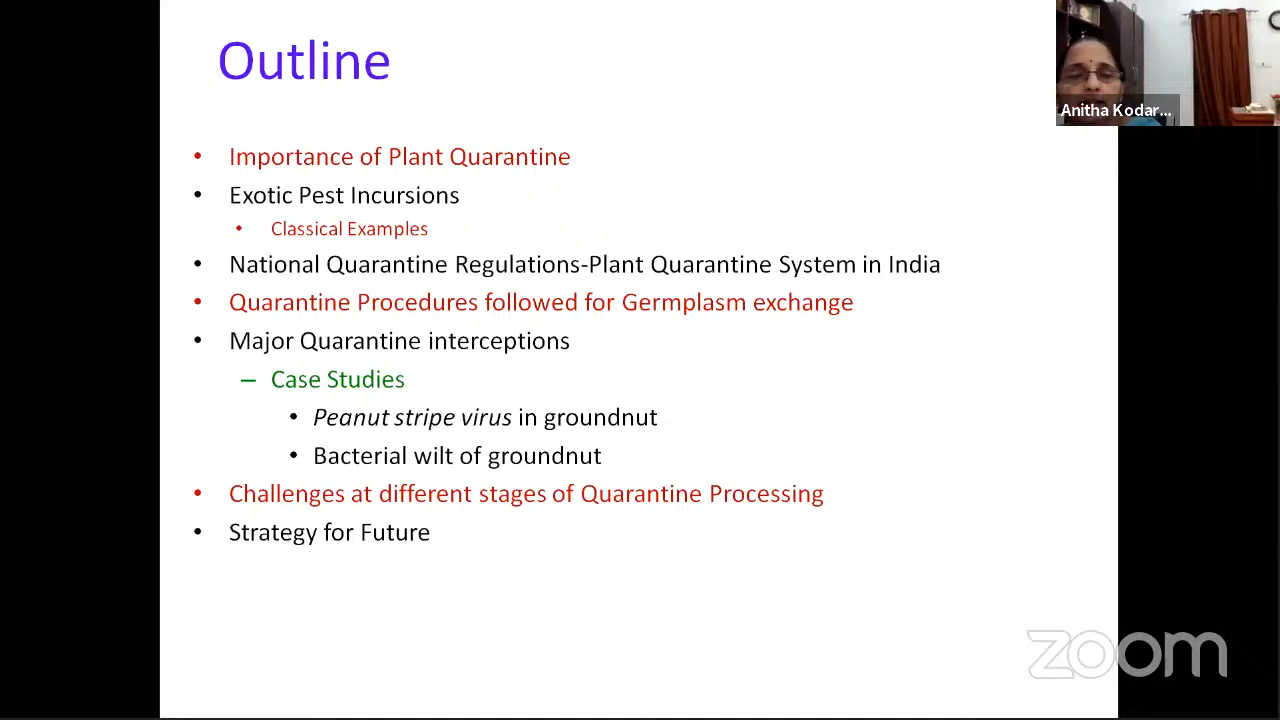 Outline
Anitha Kodar...
• Importance of Plant Quarantine
• Exotic Pest Incursions
• Classical Examples
• National Quarantine Regulations-Plant Quarantine System in India
• Quarantine Procedures followed for Germplasm exchange
• Major Quarantine interceptions
– Case Studies
• Peanut stripe virus in groundnut
• Bacterial wilt of groundnut
• Challenges at different stages of Quarantine Processing
• Strategy for Future
zoom